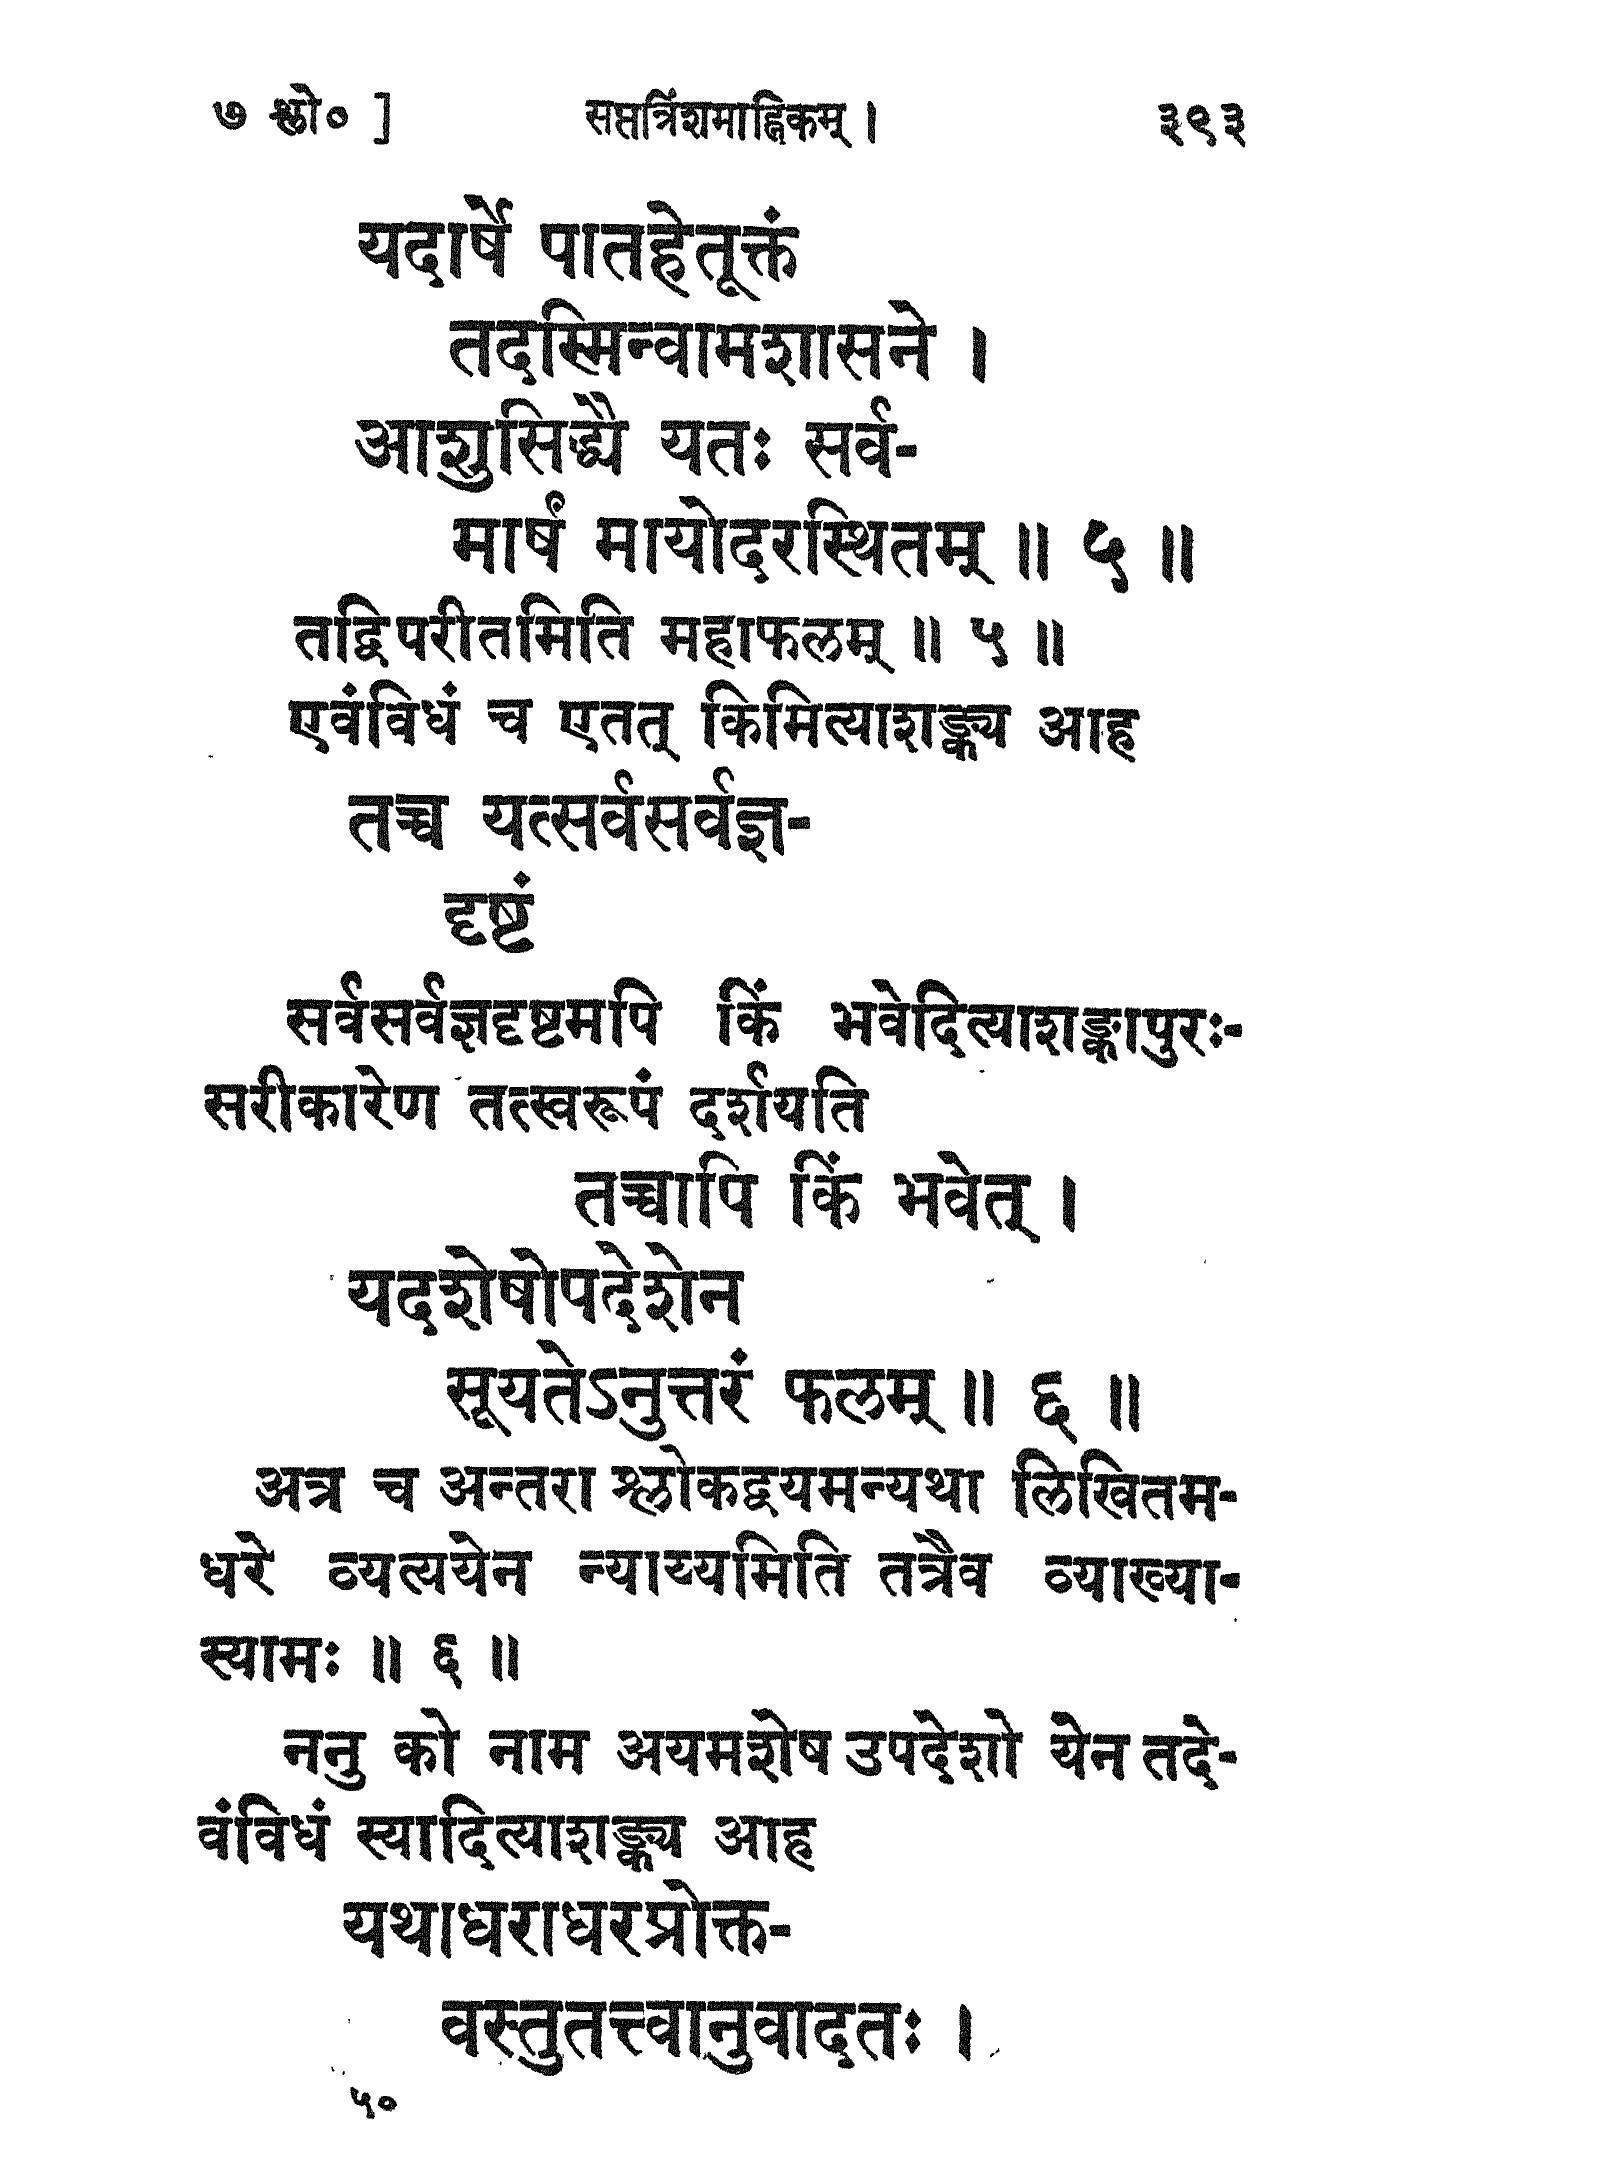 ७ श्लो० ] सप्तत्रिंशमाह्निकम् । ३९३
यदार्षे पातहेतूक्तं
तदस्मिन्वामशासने ।
आशुसिद्ध्यै यतः सर्व-
मार्षं मायोदरस्थितम् ॥ ५ ॥
तद्विपरीतमिति महाफलम् ॥ ५ ॥
एवंविधं च एतत् किमित्याशङ्क्य आह
तच्च यत्सर्वसर्वज्ञ-
दृष्टं
सर्वसर्वज्ञदृष्टमपि किं भवेदित्याशङ्कापुरः-
सरीकारेण तत्स्वरूपं दर्शयति
तच्चापि किं भवेत् ।
यदशेषोपदेशेन
सूयतेऽनुत्तरं फलम् ॥ ६ ॥
अत्र च अन्तरा श्लोकद्वयमन्यथा लिखितम-
धरे व्यत्ययेन न्याय्यमिति तत्रैव व्याख्या-
स्यामः ॥ ६ ॥
ननु को नाम अयमशेष उपदेशो येन तदे-
वंविधं स्यादित्याशङ्क्य आह
यथाधराधरप्रोक्त-
वस्तुतत्त्वानुवादतः ।
५०